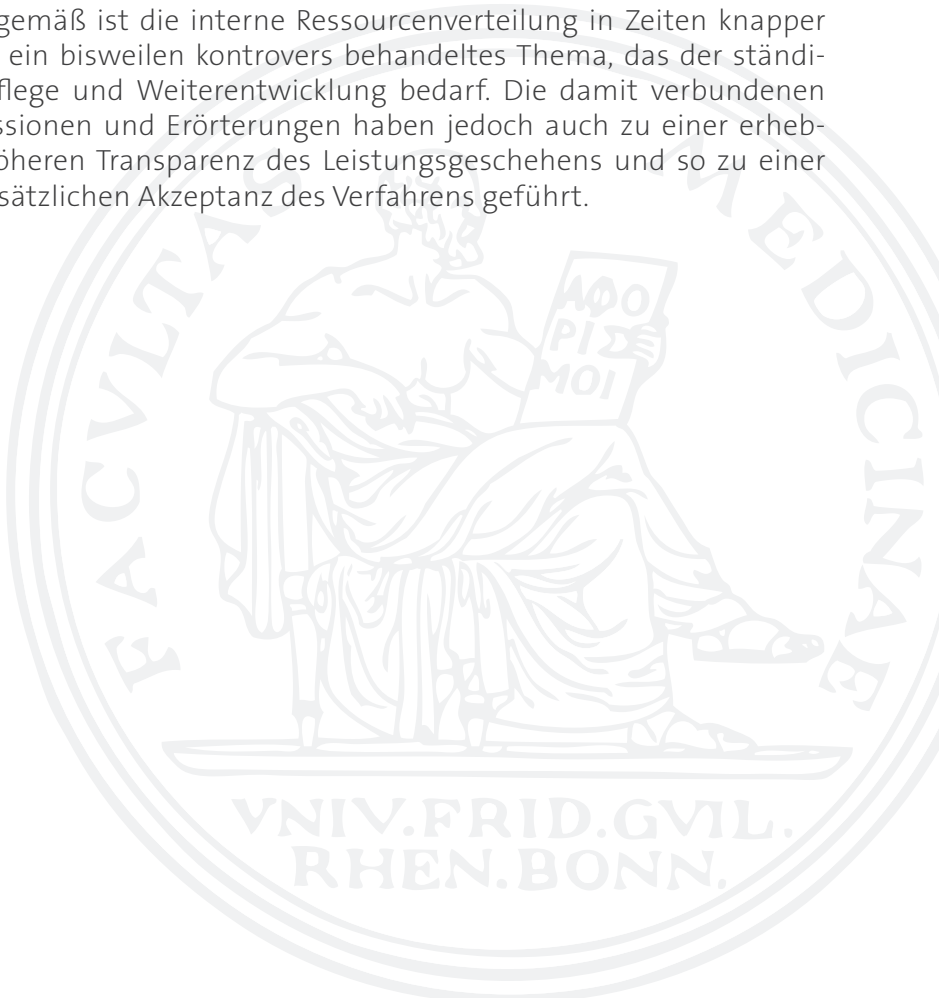 gemäß ist die interne Ressourcenverteilung in Zeiten knapper
ein bisweilen kontrovers behandeltes Thema, das der ständi-
flege und Weiterentwicklung bedarf. Die damit verbundenen
ssionen und Erörterungen haben jedoch auch zu einer erheb-
öheren Transparenz des Leistungsgeschehens und so zu einer
sätzlichen Akzeptanz des Verfahrens geführt.
FACVLTAS MEDICINAE
ΑΦΟ
ΡΙΣ
ΜΟΙ
VNIV.FRID.GVIL.
RHEN.BONN.